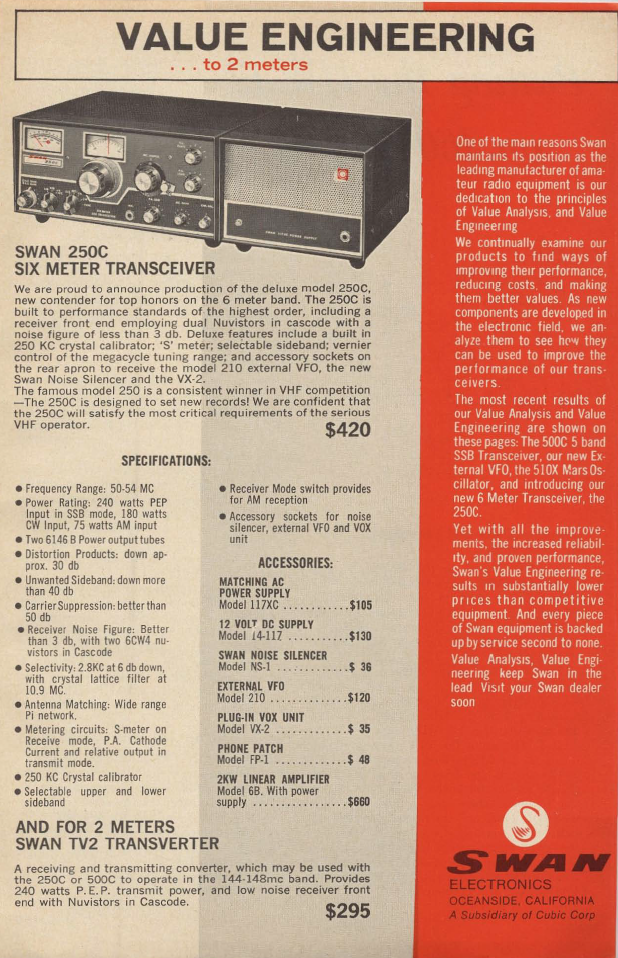 VALUE ENGINEERING
. . . to 2 meters
SWAN 250C
SIX METER TRANSCEIVER
We are proud to announce production of the deluxe model 250C,
new contender for top honors on the 6 meter band. The 250C is
built to performance standards of the highest order, including a
receiver front end employing dual Nuvistors in cascode with a
noise figure of less than 3 db. Deluxe features include a built in
250 KC crystal calibrator; 'S' meter; selectable sideband; vernier
control of the megacycle tuning range; and accessory sockets on
the rear apron to receive the model 210 external VFO, the new
Swan Noise Silencer and the VX-2.
The famous model 250 is a consistent winner in VHF competition
—The 250C is designed to set new records! We are confident that
the 250C will satisfy the most critical requirements of the serious
VHF operator.
$420
SPECIFICATIONS:
● Frequency Range: 50-54 MC
● Power Rating: 240 watts PEP
Input in SSB mode, 180 watts
CW Input, 75 watts AM input
● Two 6146 B Power output tubes
● Distortion Products: down ap-
prox. 30 db
● Unwanted Sideband: down more
than 40 db
● Carrier Suppression: better than
50 db
● Receiver Noise Figure: Better
than 3 db, with two 6CW4 nu-
vistors in Cascode
● Selectivity: 2.8KC at 6 db down,
with crystal lattice filter at
10.9 MC.
● Antenna Matching: Wide range
Pi network.
● Metering circuits: S-meter on
Receive mode, P.A. Cathode
Current and relative output in
transmit mode.
● 250 KC Crystal calibrator
● Selectable upper and lower
sideband
● Receiver Mode switch provides
for AM reception
● Accessory sockets for noise
silencer, external VFO and VOX
unit
ACCESSORIES:
MATCHING AC
POWER SUPPLY
Model 117XC ............$105
12 VOLT DC SUPPLY
Model 14-117 ............$130
SWAN NOISE SILENCER
Model NS-1 .............$ 36
EXTERNAL VFO
Model 210 ..............$120
PLUG-IN VOX UNIT
Model VX-2 .............$ 35
PHONE PATCH
Model FP-1 .............$ 48
2KW LINEAR AMPLIFIER
Model 6B. With power
supply .................$660
AND FOR 2 METERS
SWAN TV2 TRANSVERTER
A receiving and transmitting converter, which may be used with
the 250C or 500C to operate in the 144-148mc band. Provides
240 watts P.E.P. transmit power, and low noise receiver front
end with Nuvistors in Cascode.
$295
One of the main reasons Swan
maintains its position as the
leading manufacturer of ama-
teur radio equipment is our
dedication to the principles
of Value Analysis, and Value
Engineering
We continually examine our
products to find ways of
improving their performance,
reducing costs, and making
them better values. As new
components are developed in
the electronic field, we an-
alyze them to see how they
can be used to improve the
performance of our trans-
ceivers.
The most recent results of
our Value Analysis and Value
Engineering are shown on
these pages: The 500C 5 band
SSB Transceiver, our new Ex-
ternal VFO, the 510X Mars Os-
cillator, and introducing our
new 6 Meter Transceiver, the
250C.
Yet with all the improve-
ments, the increased reliabil-
ity, and proven performance,
Swan's Value Engineering re-
sults in substantially lower
prices than competitive
equipment. And every piece
of Swan equipment is backed
up by service second to none.
Value Analysis, Value Engi-
neering keep Swan in the
lead Visit your Swan dealer
soon
SWAN
ELECTRONICS
OCEANSIDE, CALIFORNIA
A Subsidiary of Cubic Corp